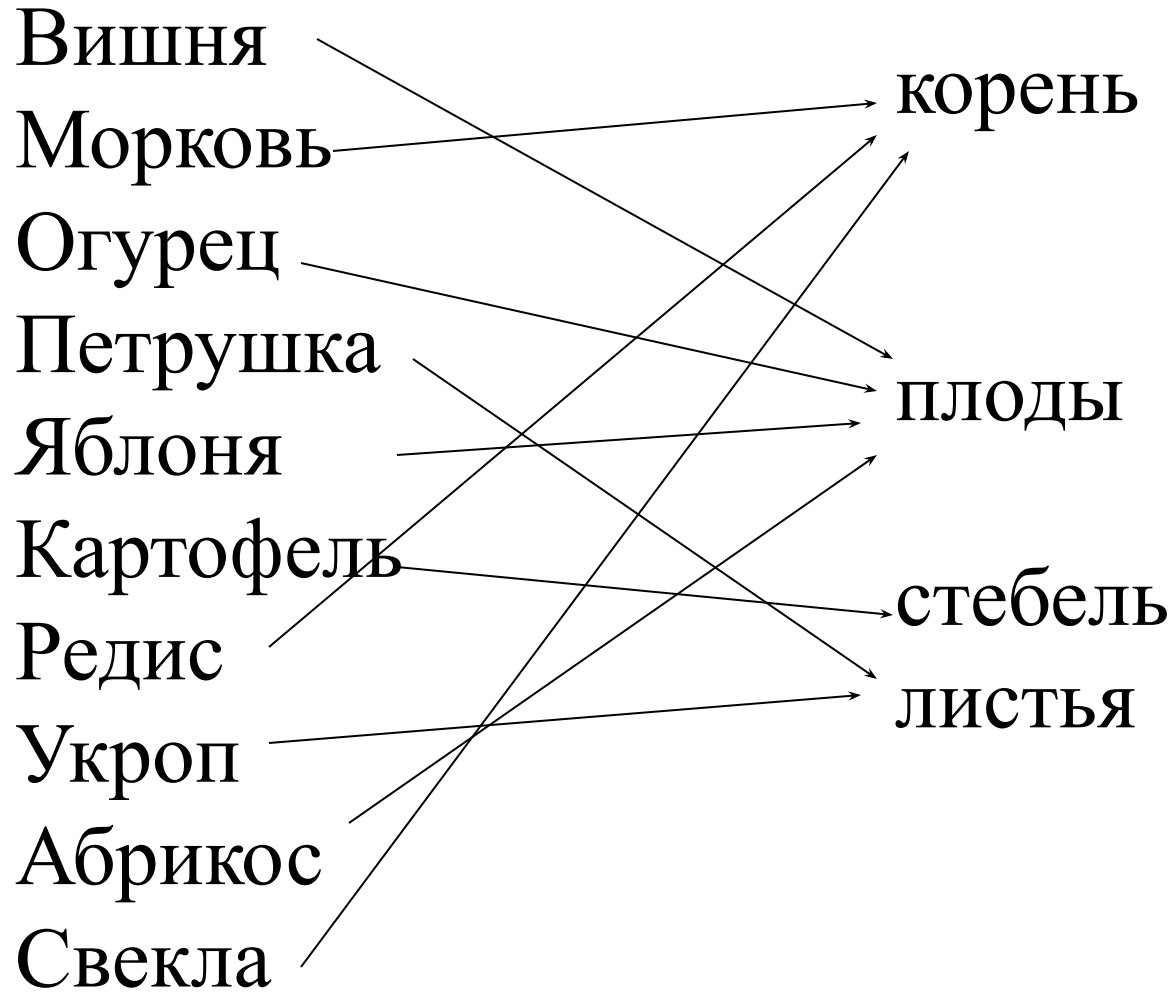 Вишня
Морковь
Огурец
Петрушка
Яблоня
Картофель
Редис
Укроп
Абрикос
Свекла
корень
плоды
стебель
листья